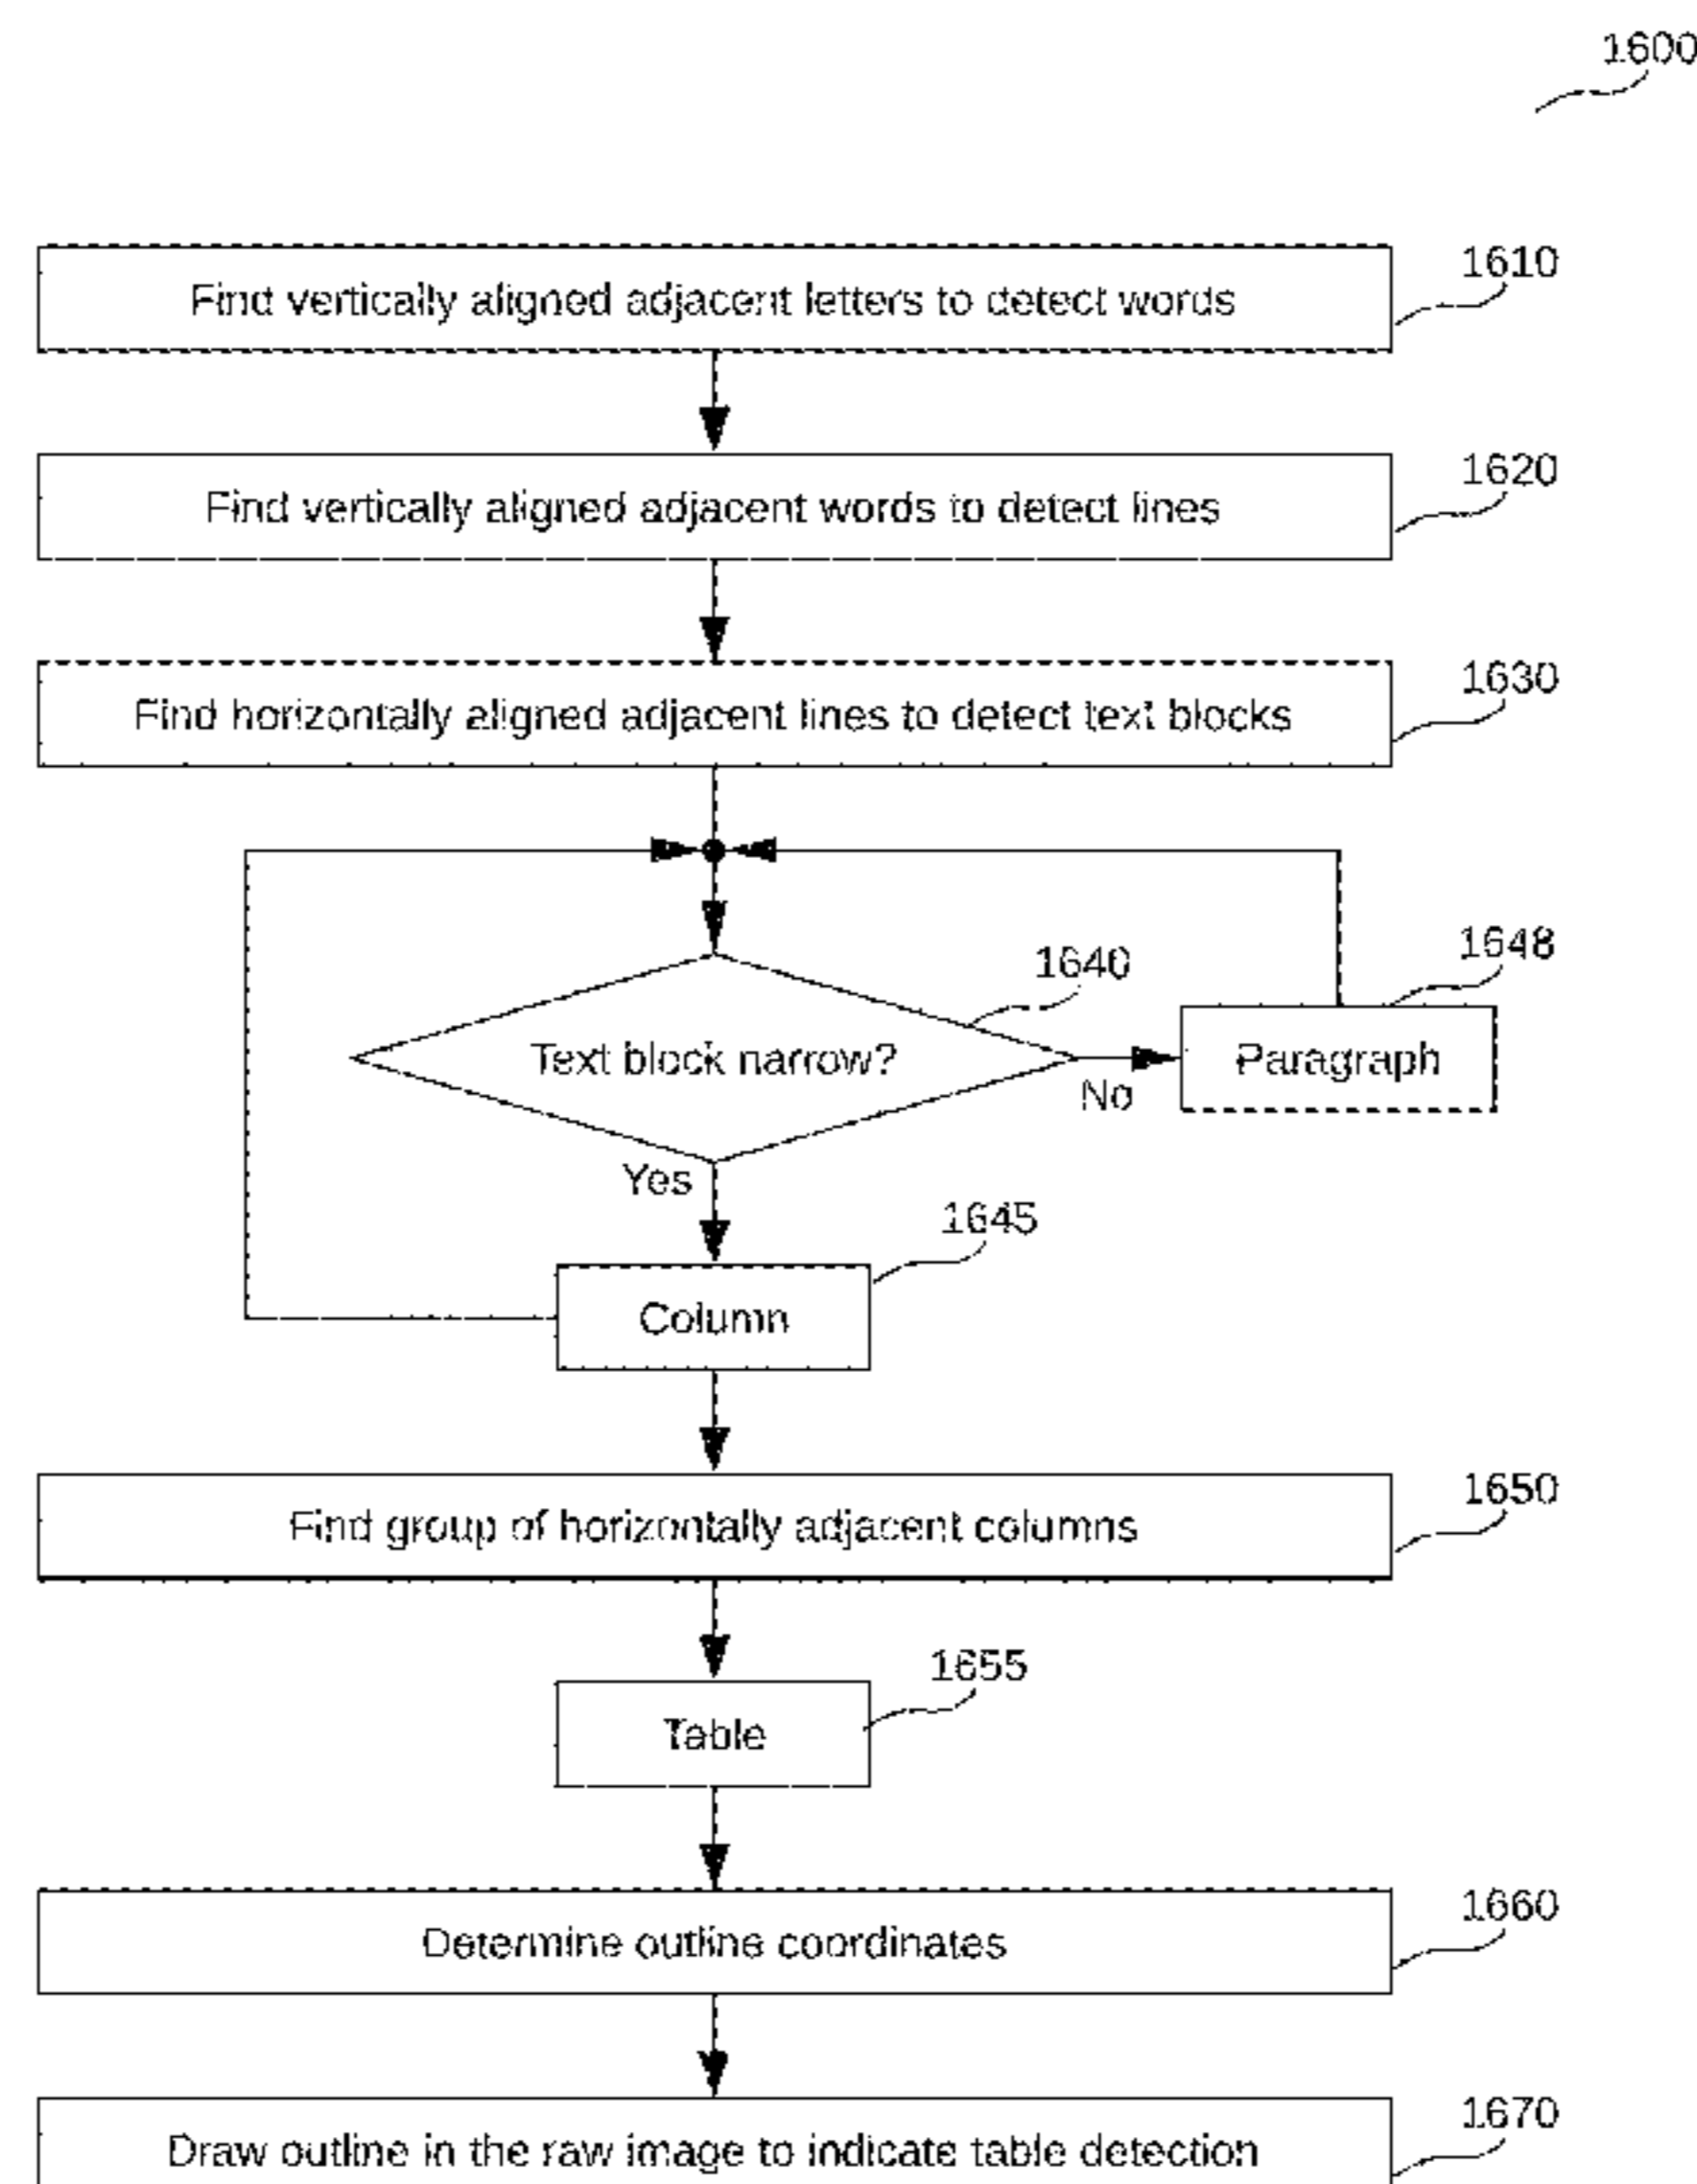 1600
1610
Find vertically aligned adjacent letters to detect words
1620
Find vertically aligned adjacent words to detect lines
1630
Find horizontally aligned adjacent lines to detect text blocks
1640
1648
Text block narrow?
Paragraph
No
Yes
1645
Column
1650
Find group of horizontally adjacent columns
1655
Table
1660
Determine outline coordinates
1670
Draw outline in the raw image to indicate table detection